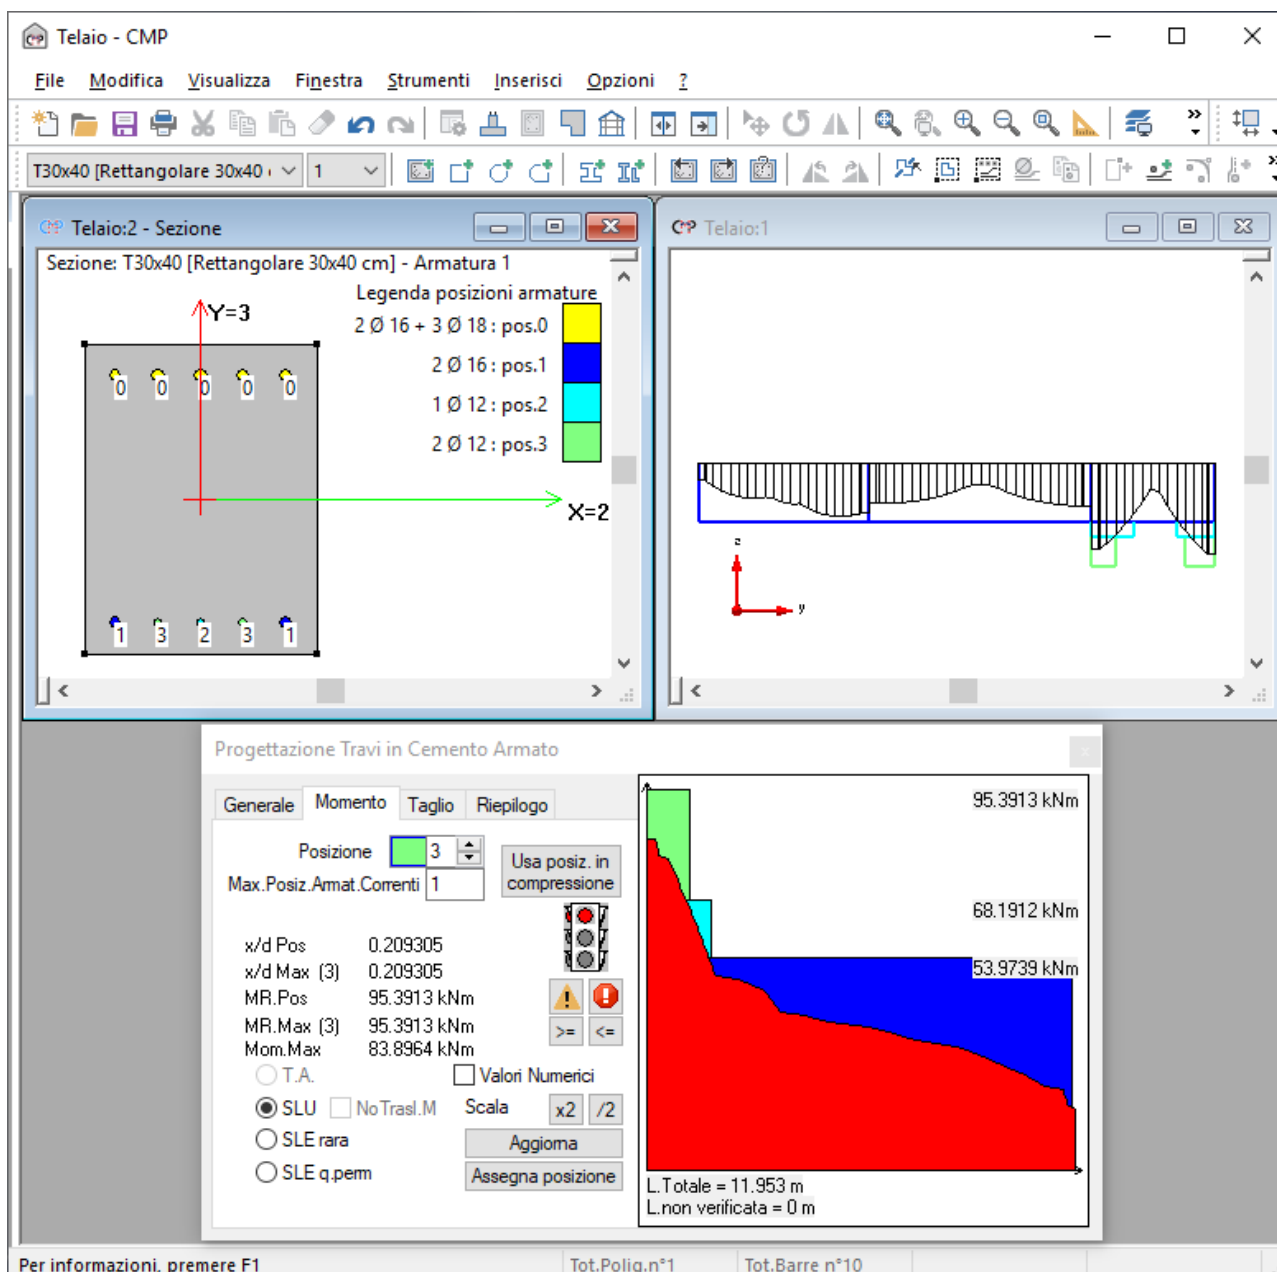 Telaio - CMP
File Modifica Visualizza Finestra Strumenti Inserisci Opzioni ?
T30x40 [Rettangolare 30x40 1
Telaio:2 - Sezione
Telaio:1
Sezione: T30x40 [Rettangolare 30x40 cm] - Armatura 1
Legenda posizioni armature
Y=3
2 Ø 16 + 3 Ø 18 : pos.0
2 Ø 16 : pos.1
1 Ø 12 : pos.2
2 Ø 12 : pos.3
0 0 0 0 0
X=2
1 3 2 3 1
z
y
Progettazione Travi in Cemento Armato
Generale Momento Taglio Riepilogo
Posizione 3
Usa posiz. in
compressione
Max.Posiz.Armat.Correnti 1
x/d Pos 0.209305
x/d Max (3) 0.209305
MR.Pos 95.3913 kNm
MR.Max (3) 95.3913 kNm
>= <=
Mom.Max 83.8964 kNm
T.A. Valori Numerici
SLU NoTrasl.M Scala x2 /2
SLE rara Aggiorna
SLE q.perm Assegna posizione
95.3913 kNm
68.1912 kNm
53.9739 kNm
L.Totale = 11.953 m
L.non verificata = 0 m
Per informazioni, premere F1 Tot.Polig.n°1 Tot.Barre n°10